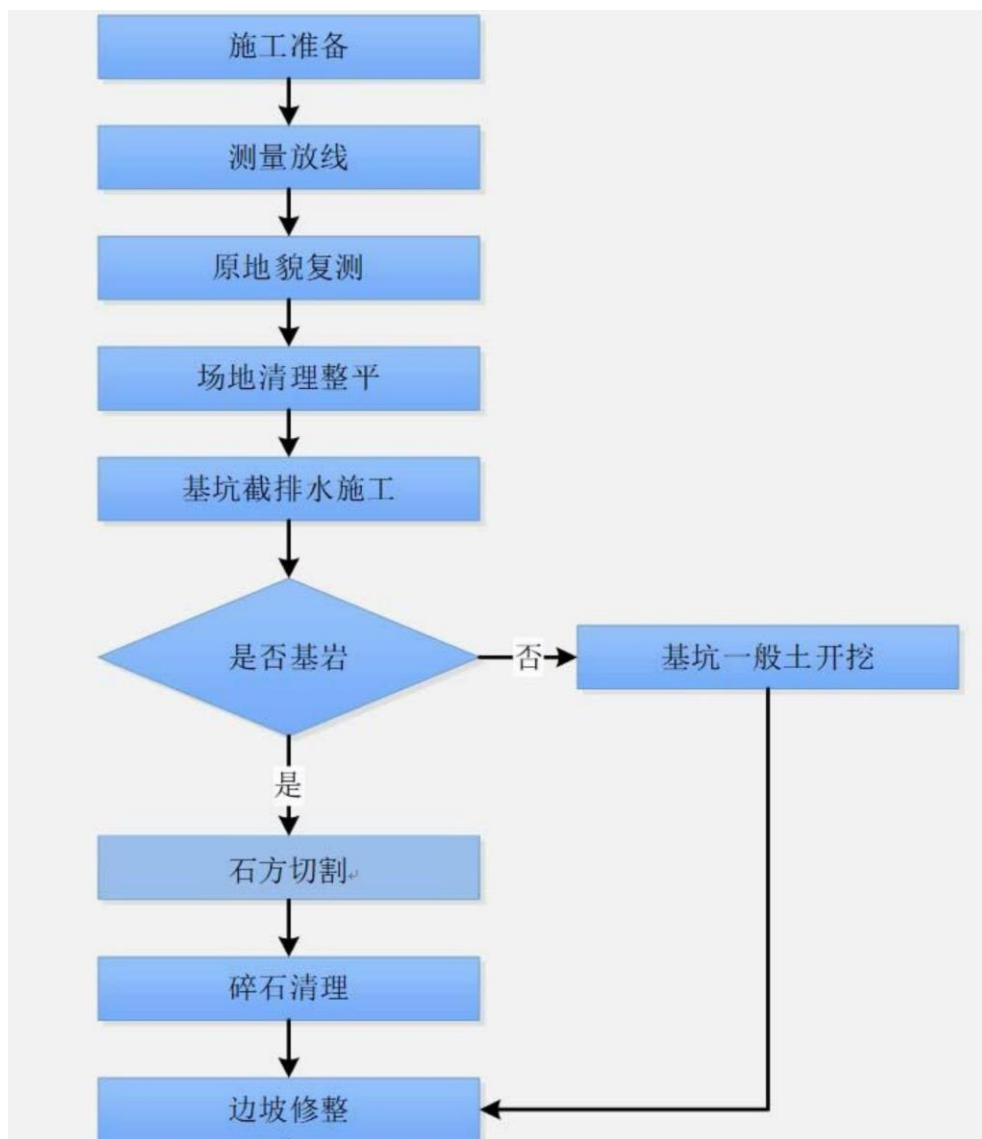 施工准备
测量放线
原地貌复测
场地清理整平
基坑截排水施工
是否基岩
否
基坑一般土开挖
是
石方切割
碎石清理
边坡修整